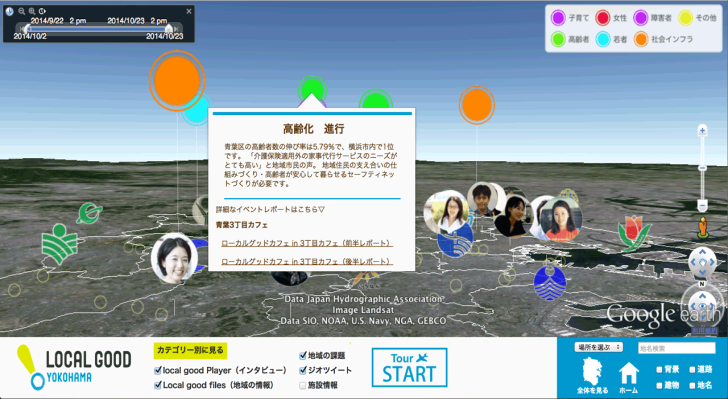 2014/9/22 2 pm
2014/10/23 2 pm
2014/10/2
2014/10/23
子育て
女性
障害者
その他
高齢者
若者
社会インフラ
高齢化 進行
青葉区の高齢者数の伸び率は5.79%で、横浜市内で1位
です。「介護保険適用外の家事代行サービスのニーズが
とても高い」と地域市民の声。地域住民の支え合いの仕
組みづくり・高齢者が安心して暮らせるセーフティネッ
トづくりが必要です。
詳細なイベントレポートはこちら▽
青葉3丁目カフェ
ローカルグッドカフェ in 3丁目カフェ（前半レポート）
ローカルグッドカフェ in 3丁目カフェ（後半レポート）
N
Data Japan Hydrographic Association
Image Landsat
Data SIO, NOAA, U.S. Navy, NGA, GEBCO
Google earth
利用規約
LOCAL GOOD
YOKOHAMA
カテゴリー別に見る
local good Player（インタビュー）
Local good files（地域の情報）
地域の課題
ジオツイート
施設情報
Tour
START
場所を選ぶ
地名検索
全体を見る
ホーム
背景
道路
建物
地名